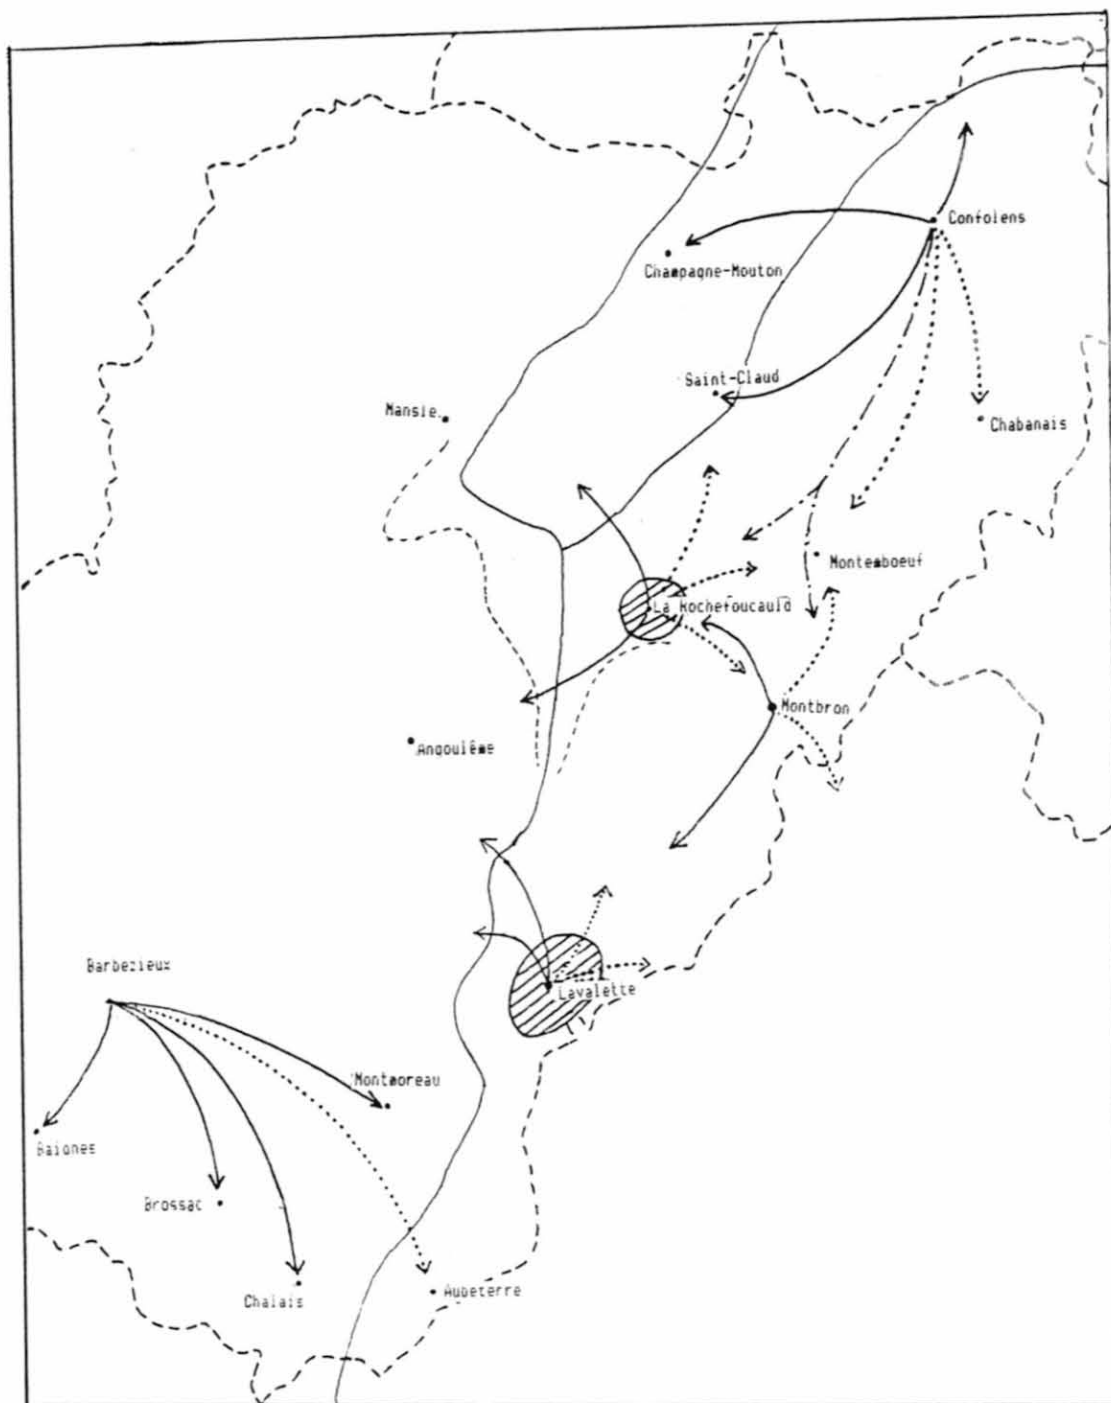 Confolens
Champagne-Mouton
Saint-Claud
Mansle
Chabanais
Montemboeuf
La Rochefoucauld
Montbron
Angoulême
Barbezieux
Lavalette
Montmoreau
Baignes
Brossac
Aubeterre
Chalais